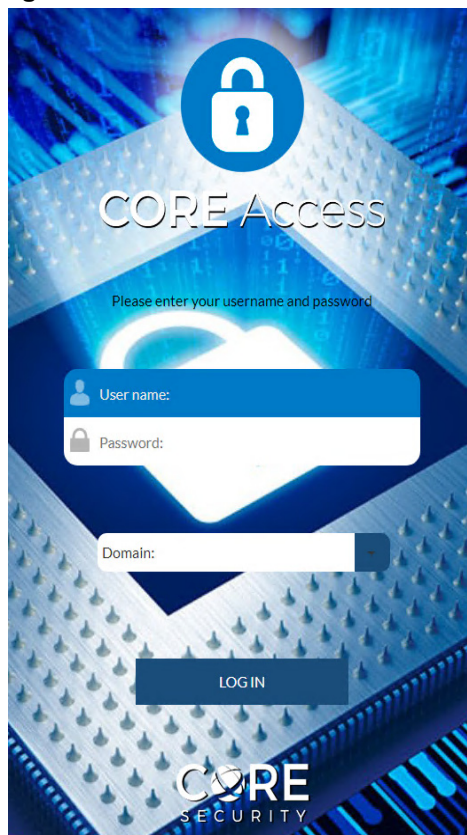 CORE Access
Please enter your username and password
User name:
Password:
Domain:
LOG IN
CORE
SECURITY